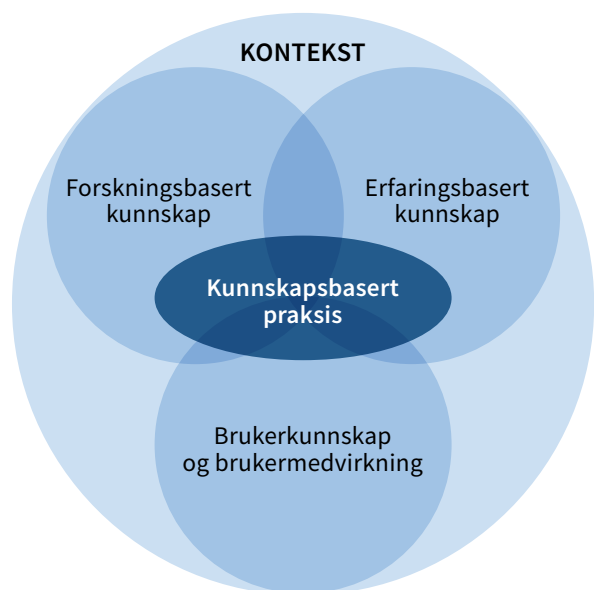 KONTEKST
Forskningsbasert
kunnskap
Erfaringsbasert
kunnskap
Kunnskapsbasert
praksis
Brukerkunnskap
og brukermedvirkning